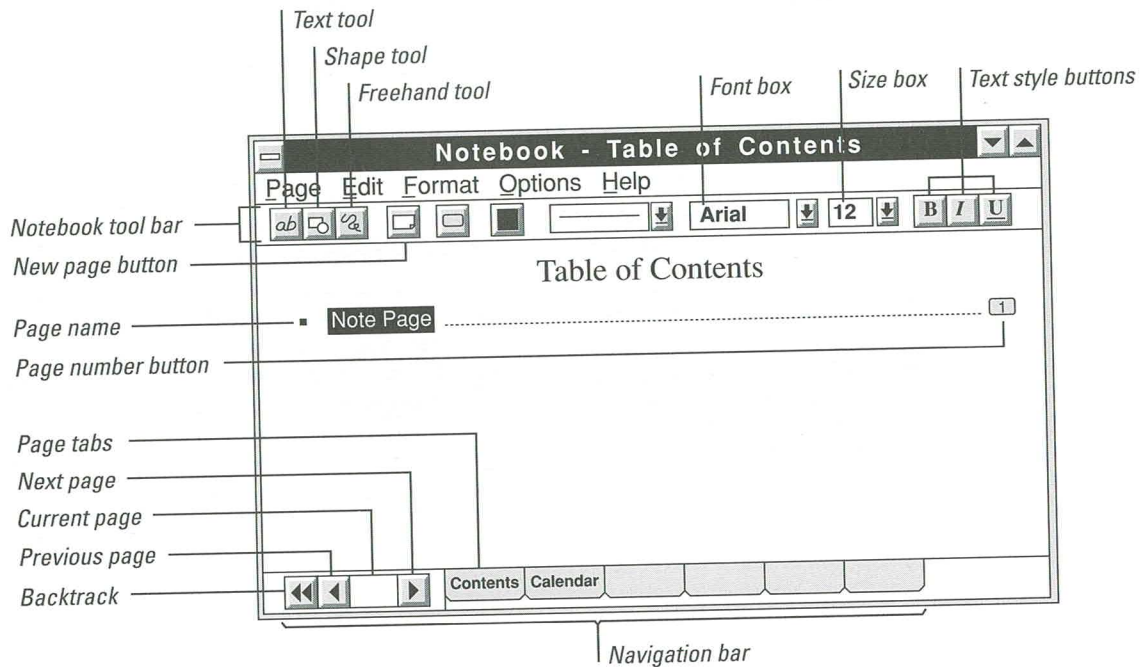 Text tool
Shape tool
Freehand tool
Font box
Size box
Text style buttons
Notebook - Table of Contents
Page Edit Format Options Help
Notebook tool bar
ab
Arial
12
B I U
New page button
Table of Contents
Page name
Note Page
1
Page number button
Page tabs
Next page
Current page
Previous page
Backtrack
Contents
Calendar
Navigation bar